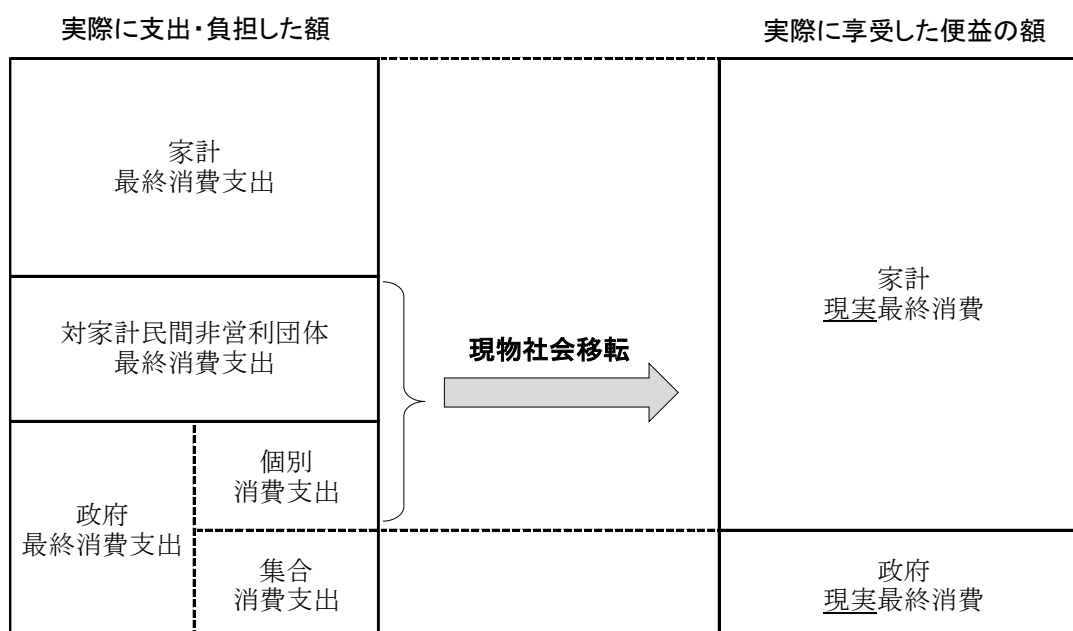 実際に支出・負担した額
実際に享受した便益の額
家計
最終消費支出
対家計民間非営利団体
最終消費支出
政府
最終消費支出
個別
消費支出
集合
消費支出
現物社会移転
家計
現実最終消費
政府
現実最終消費